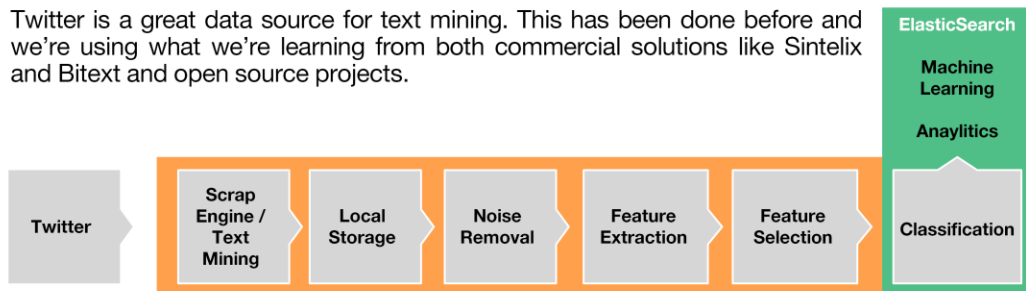 Twitter is a great data source for text mining. This has been done before and
we're using what we're learning from both commercial solutions like Sintelix
and Bitext and open source projects.
ElasticSearch
Machine
Learning
Anaylitics
Twitter
Scrap
Engine /
Text
Mining
Local
Storage
Noise
Removal
Feature
Extraction
Feature
Selection
Classification